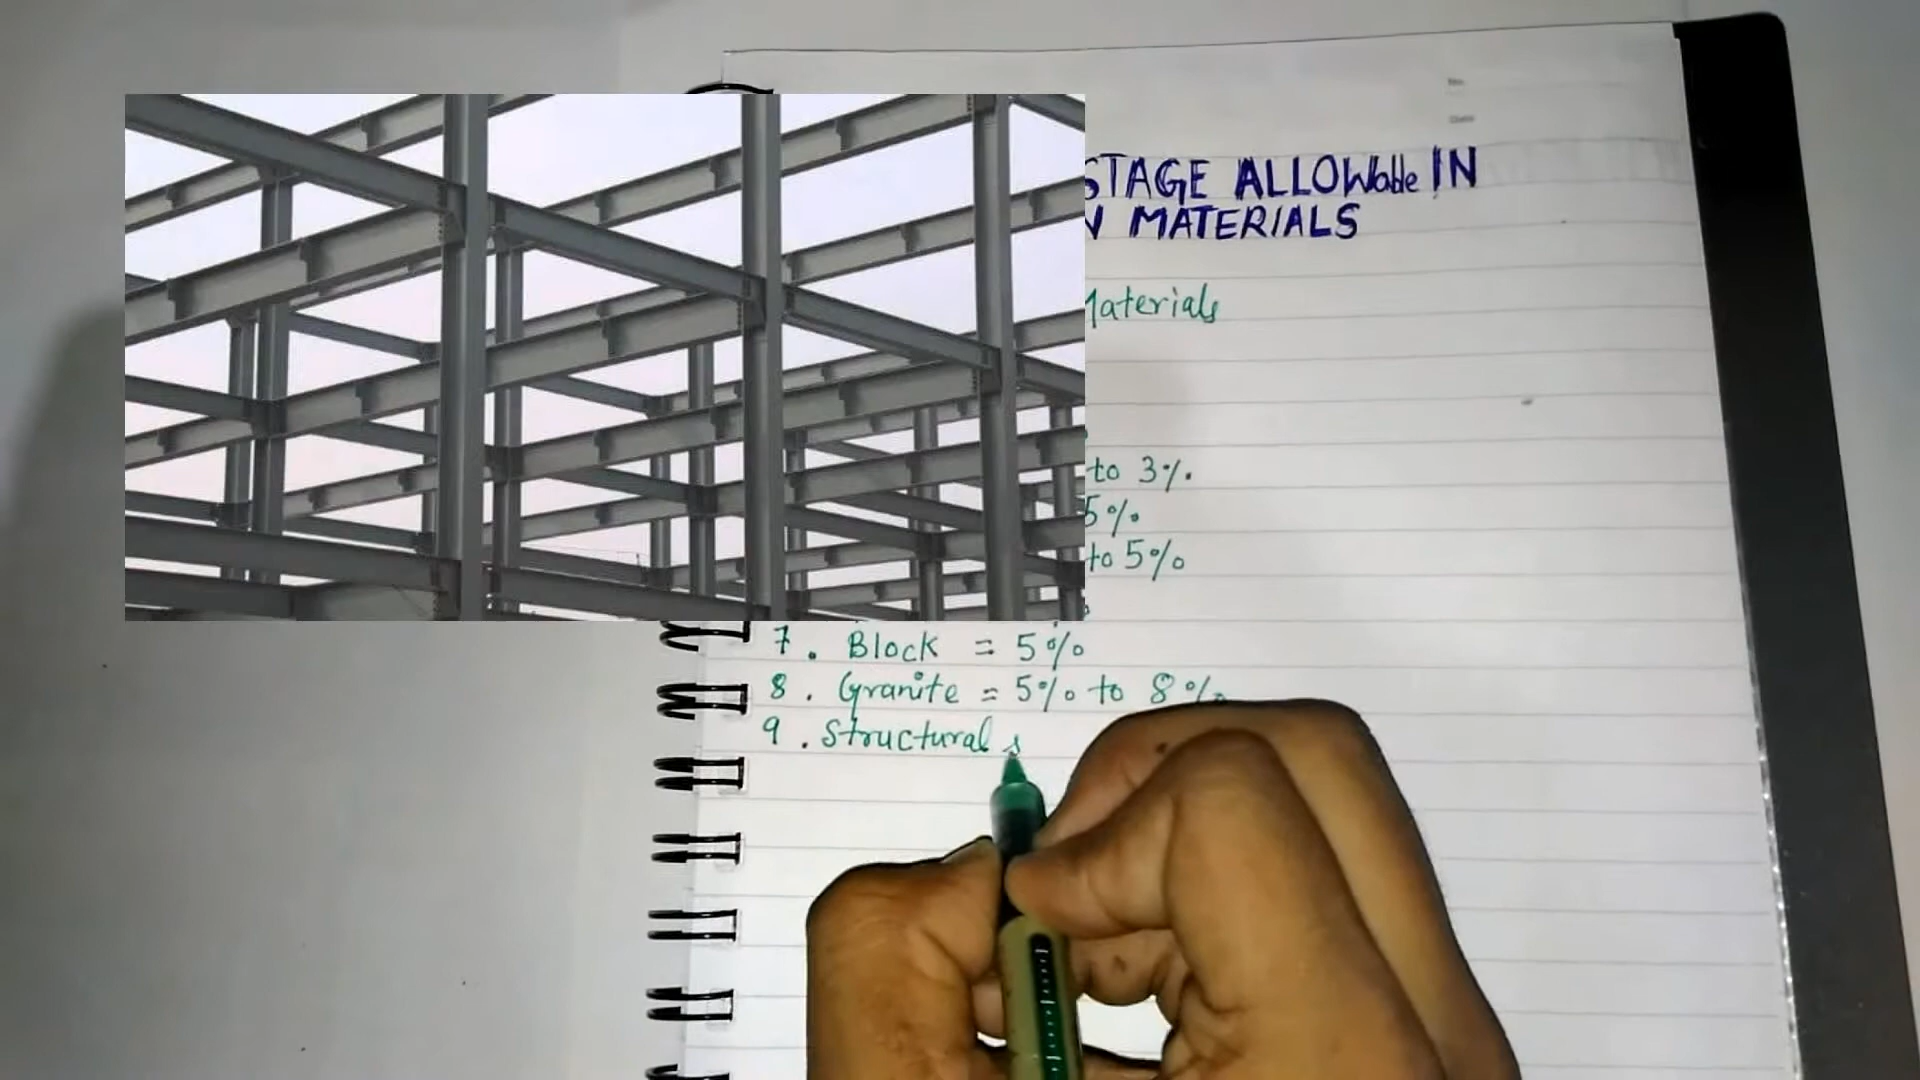 STAGE ALLOWable IN
MATERIALS
Materials
to 3%.
5%
to 5%
7. Block = 5%
8. Granite = 5% to 8%
9. Structural s